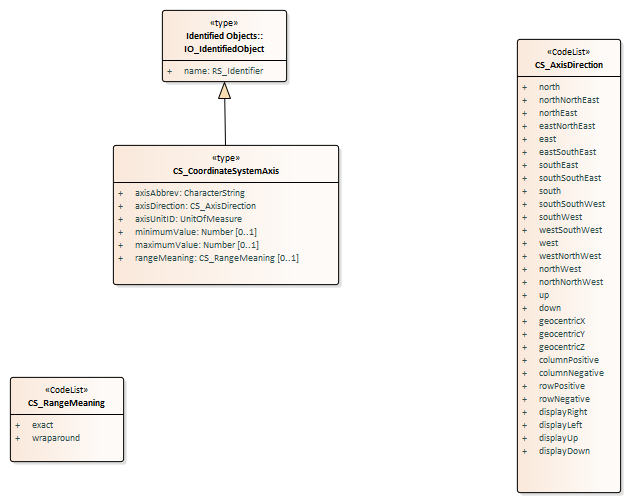 «type»
Identified Objects::
IO_IdentifiedObject
+ name: RS_Identifier
«type»
CS_CoordinateSystemAxis
+ axisAbbrev: CharacterString
+ axisDirection: CS_AxisDirection
+ axisUnitID: UnitOfMeasure
+ minimumValue: Number [0..1]
+ maximumValue: Number [0..1]
+ rangeMeaning: CS_RangeMeaning [0..1]
«CodeList»
CS_RangeMeaning
+ exact
+ wraparound
«CodeList»
CS_AxisDirection
+ north
+ northNorthEast
+ northEast
+ eastNorthEast
+ east
+ eastSouthEast
+ southEast
+ southSouthEast
+ south
+ southSouthWest
+ southWest
+ westSouthWest
+ west
+ westNorthWest
+ northWest
+ northNorthWest
+ up
+ down
+ geocentricX
+ geocentricY
+ geocentricZ
+ columnPositive
+ columnNegative
+ rowPositive
+ rowNegative
+ displayRight
+ displayLeft
+ displayUp
+ displayDown